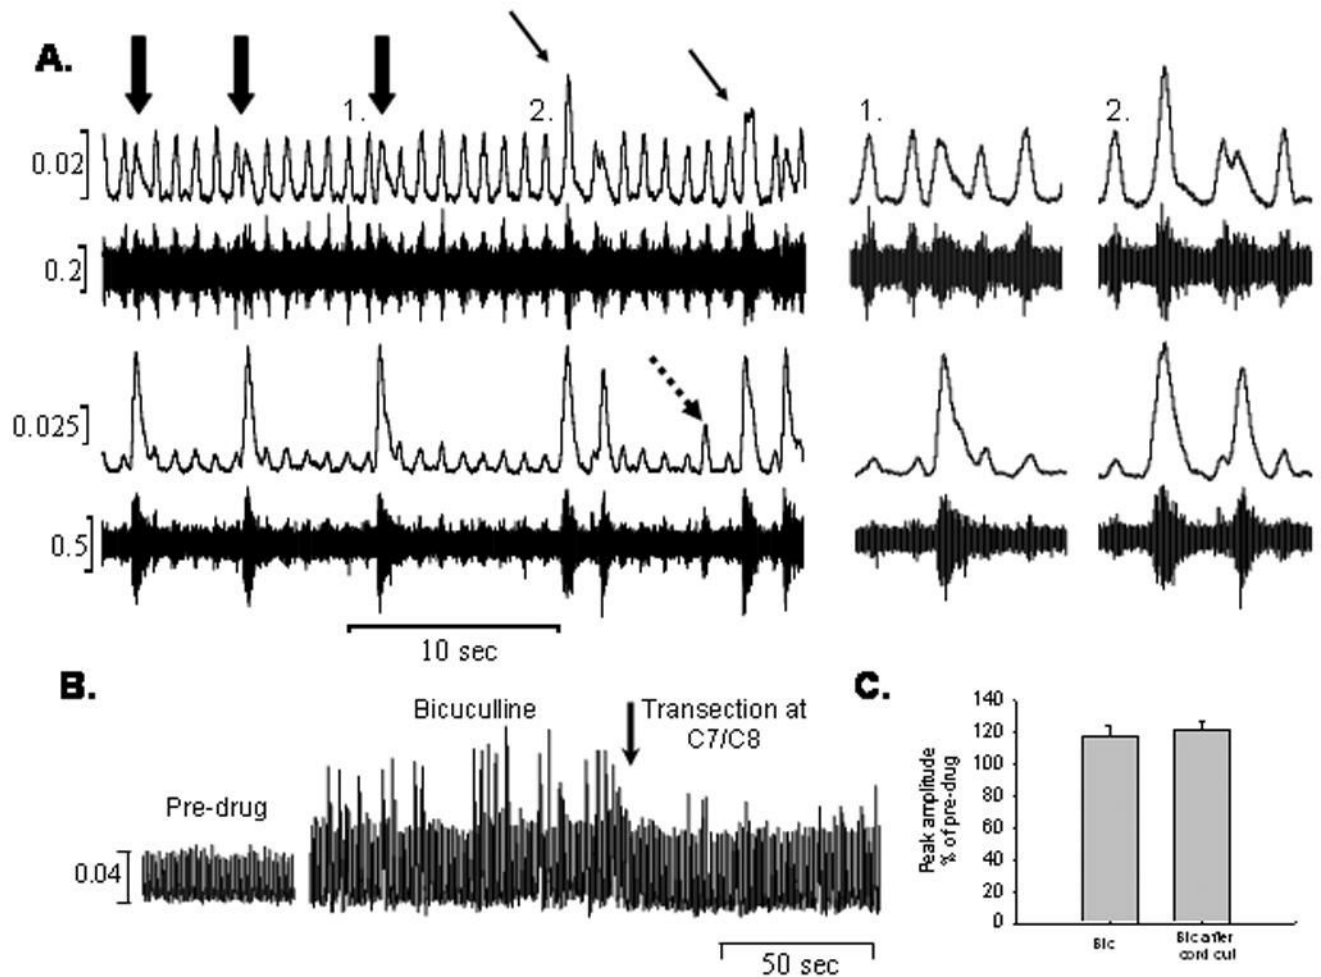 A.
1.
2.
1.
2.
0.02
0.2
0.025
0.5
10 sec
B.
Bicuculline
Transection at
C7/C8
Pre-drug
0.04
50 sec
C.
Peak amplitude
% of pre-drug
140
120
100
80
60
40
20
0
Bic
Bic after
cord cut